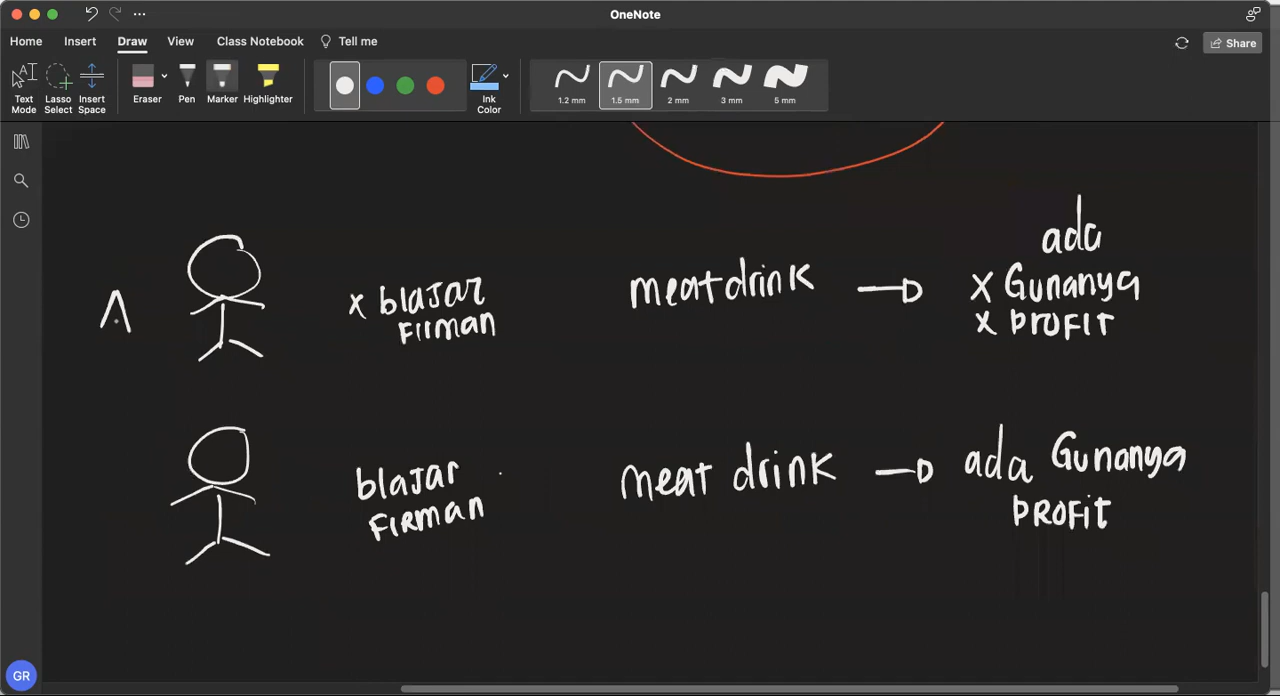 OneNote
Home Insert Draw View Class Notebook Tell me
Share
Text Mode
Lasso Select
Insert Space
Eraser
Pen
Marker
Highlighter
Ink Color
1.2 mm
1.5 mm
2 mm
3 mm
5 mm
A
x blajar
firman
meat drink
ada
x Gunanya
x profit
blajar
firman
meat drink
ada Gunanya
profit
GR